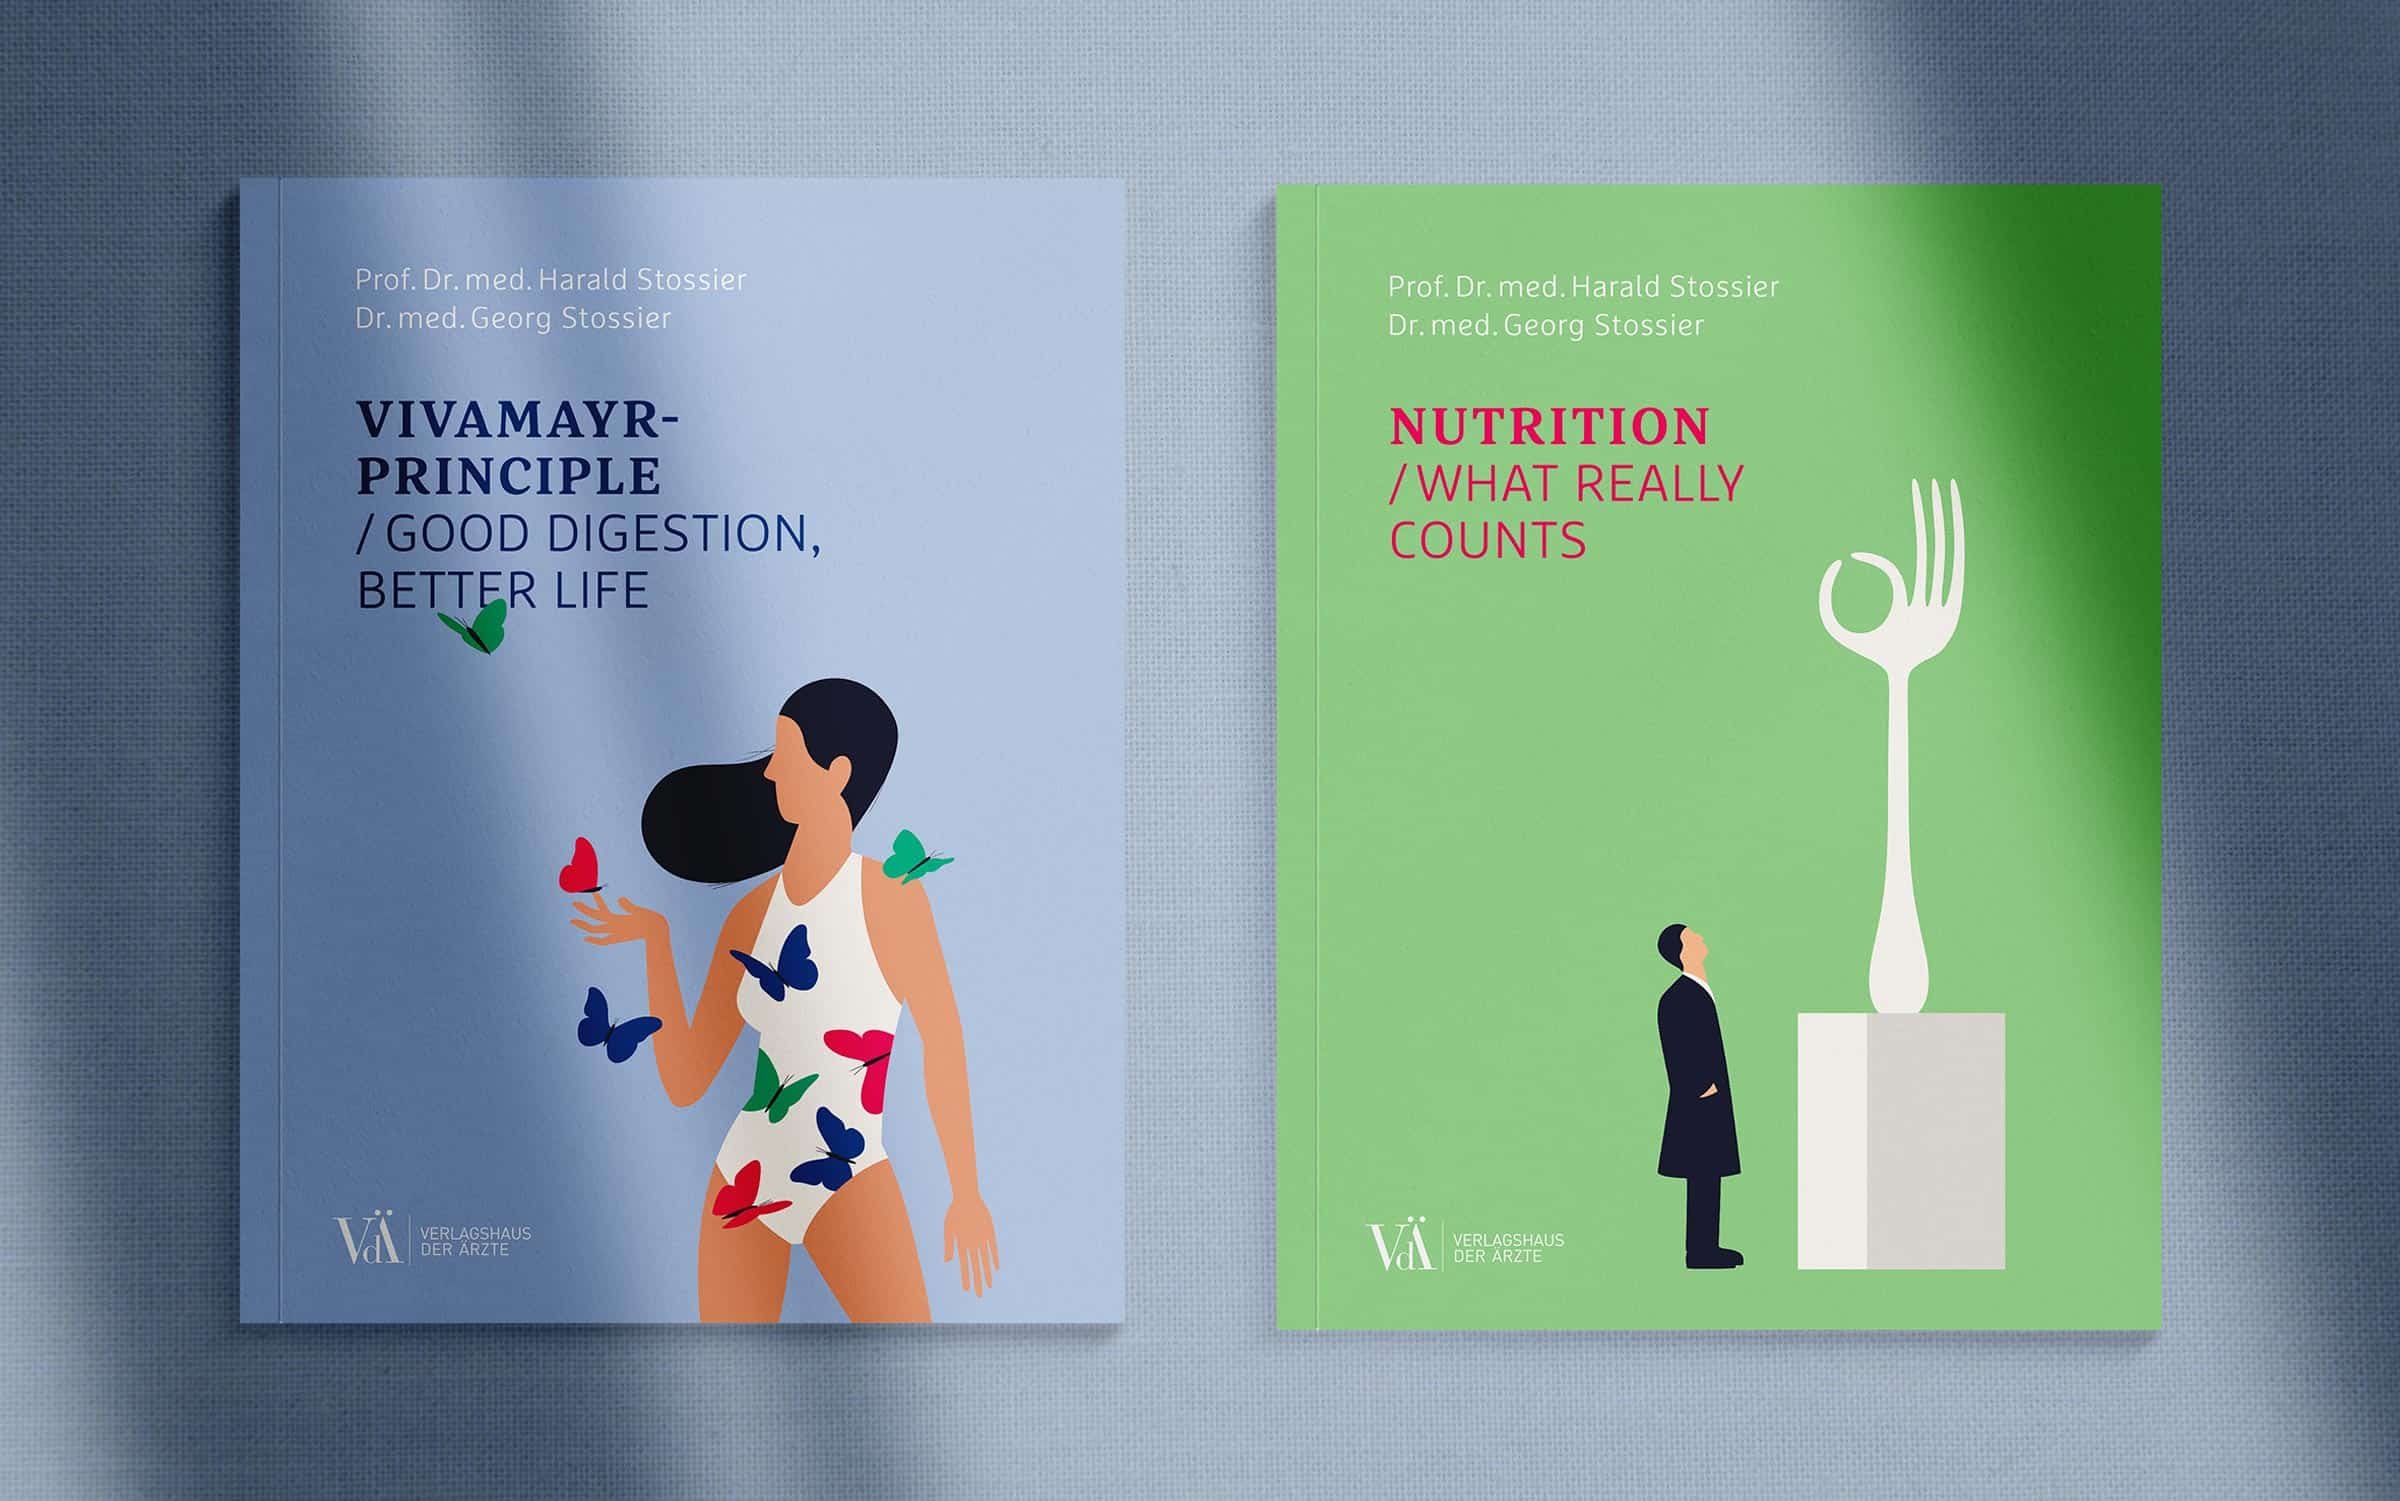 Prof. Dr. med. Harald Stossier
Dr. med. Georg Stossier
VIVAMAYR-
PRINCIPLE
/ GOOD DIGESTION,
BETTER LIFE
VdÄ
VERLAGSHAUS
DER ÄRZTE
Prof. Dr. med. Harald Stossier
Dr. med. Georg Stossier
NUTRITION
/ WHAT REALLY
COUNTS
VdÄ
VERLAGSHAUS
DER ÄRZTE